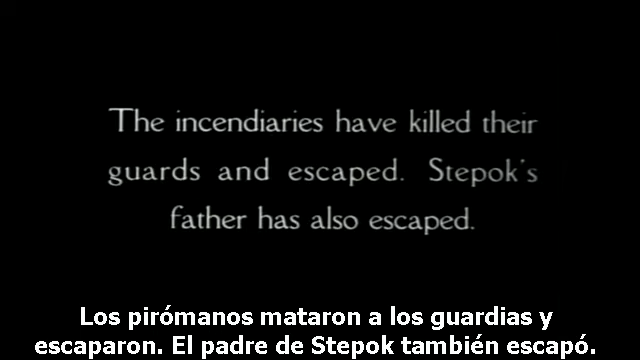 The incendiaries have killed their
guards and escaped. Stepok's
father has also escaped.
Los pirómanos mataron a los guardias y
escaparon. El padre de Stepok también escapó.